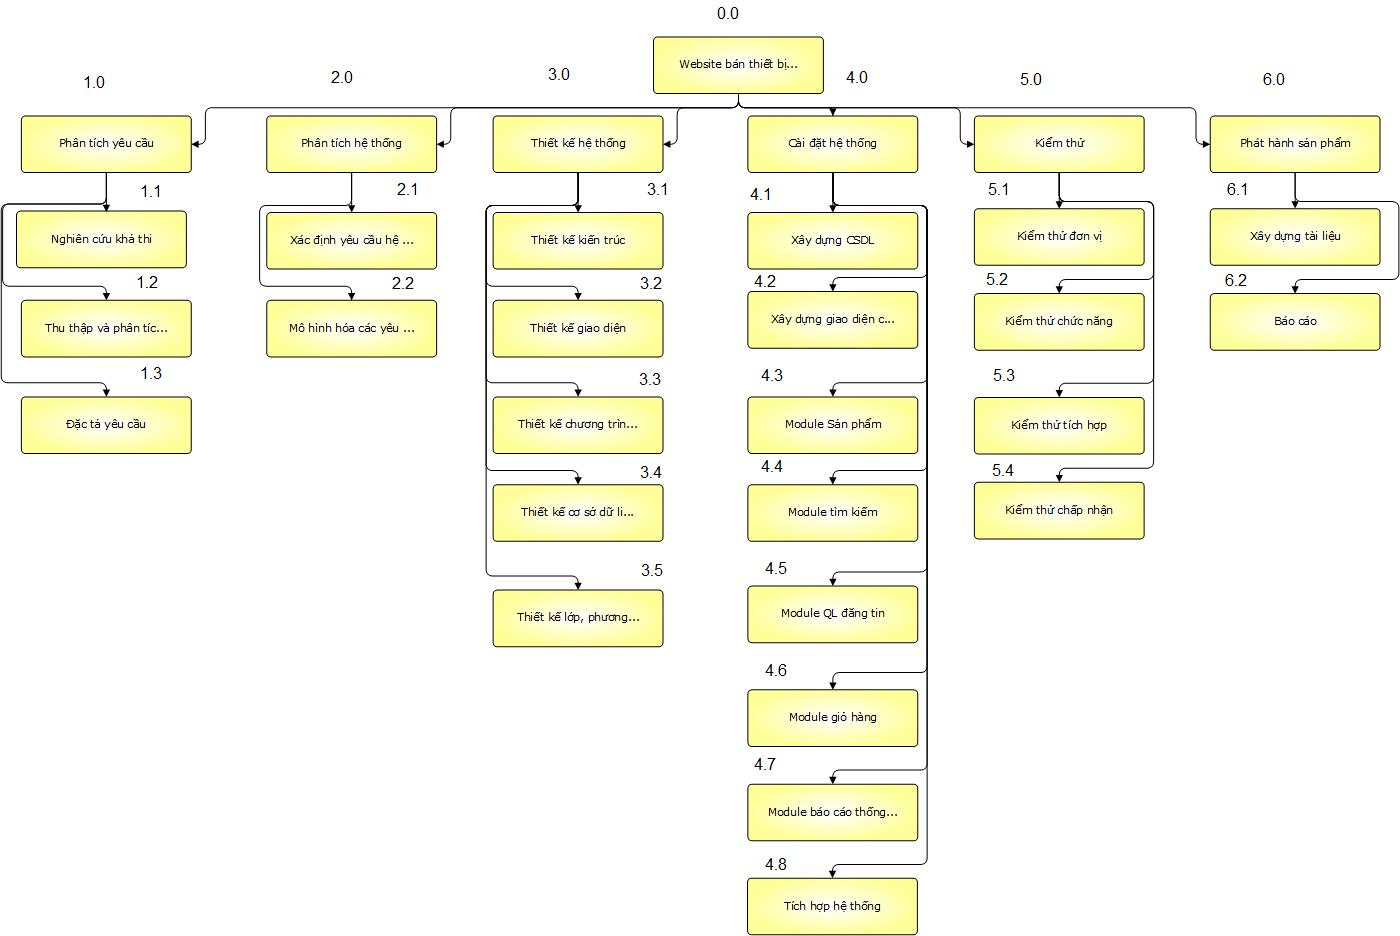 0.0
Website bán thiết bị...
1.0
Phân tích yêu cầu
1.1
Nghiên cứu khả thi
1.2
Thu thập và phân tíc...
1.3
Đặc tả yêu cầu
2.0
Phân tích hệ thống
2.1
Xác định yêu cầu hệ ...
2.2
Mô hình hóa các yêu ...
3.0
Thiết kế hệ thống
3.1
Thiết kế kiến trúc
3.2
Thiết kế giao diện
3.3
Thiết kế chương trìn...
3.4
Thiết kế cơ sở dữ li...
3.5
Thiết kế lớp, phương...
4.0
Cài đặt hệ thống
4.1
Xây dựng CSDL
4.2
Xây dựng giao diện c...
4.3
Module Sản phẩm
4.4
Module tìm kiếm
4.5
Module QL đăng tin
4.6
Module giỏ hàng
4.7
Module báo cáo thống...
4.8
Tích hợp hệ thống
5.0
Kiểm thử
5.1
Kiểm thử đơn vị
5.2
Kiểm thử chức năng
5.3
Kiểm thử tích hợp
5.4
Kiểm thử chấp nhận
6.0
Phát hành sản phẩm
6.1
Xây dựng tài liệu
6.2
Báo cáo